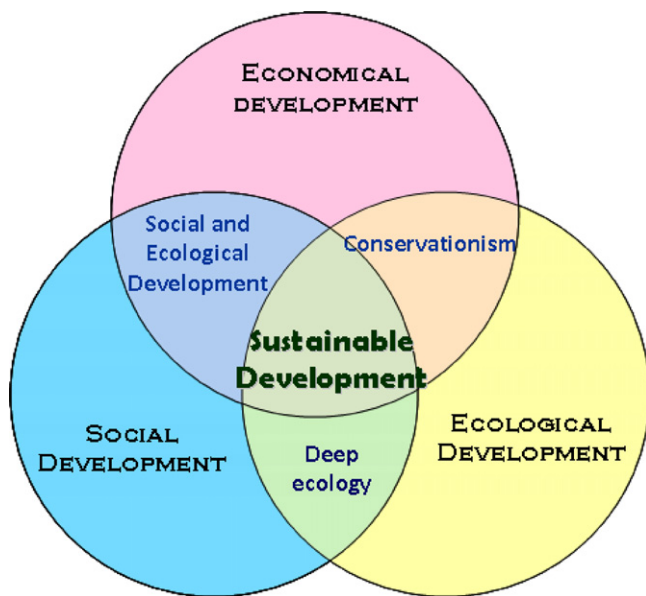 Economical
development
Social and
Ecological
Development
Conservationism
Sustainable
Development
Social
Development
Ecological
Development
Deep
ecology